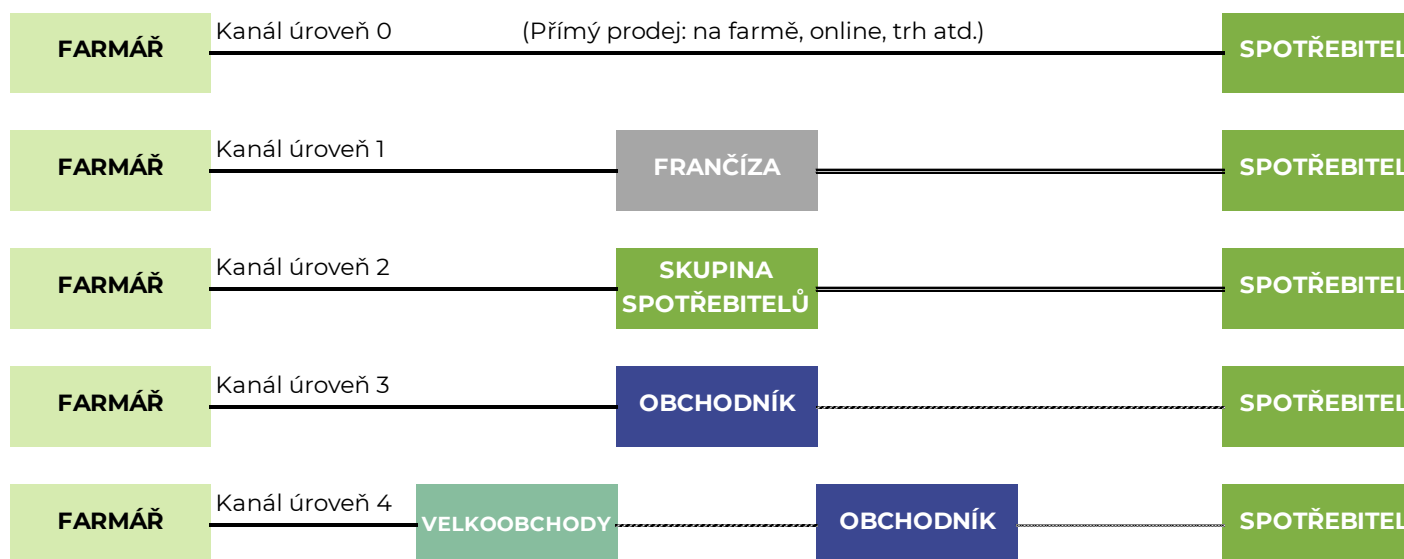 FARMÁŘ Kanál úroveň 0 (Přímý prodej: na farmě, online, trh atd.) SPOTŘEBITEL
FARMÁŘ Kanál úroveň 1 FRANČÍZA SPOTŘEBITEL
FARMÁŘ Kanál úroveň 2 SKUPINA SPOTŘEBITELŮ SPOTŘEBITEL
FARMÁŘ Kanál úroveň 3 OBCHODNÍK SPOTŘEBITEL
FARMÁŘ Kanál úroveň 4 VELKOOBCHODY OBCHODNÍK SPOTŘEBITEL